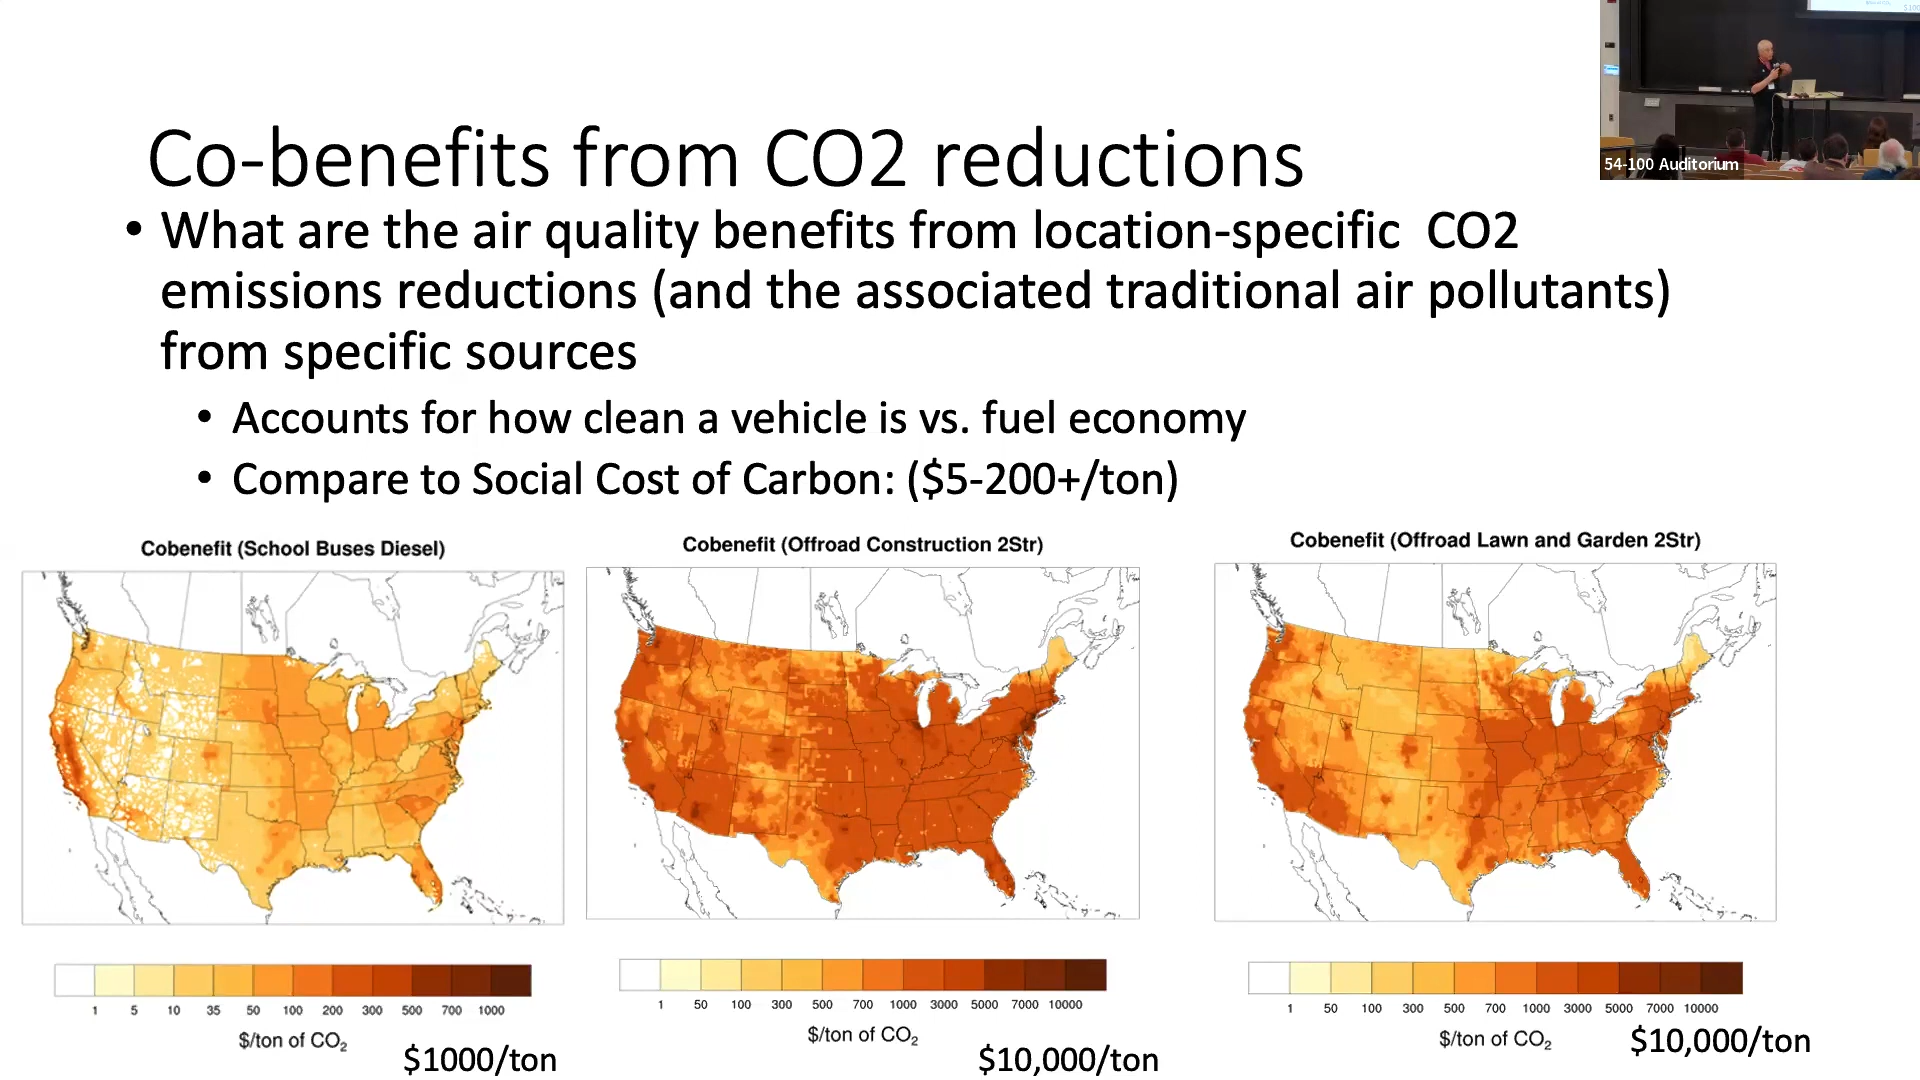 54-100 Auditorium
Co-benefits from CO2 reductions
• What are the air quality benefits from location-specific CO2
emissions reductions (and the associated traditional air pollutants)
from specific sources
• Accounts for how clean a vehicle is vs. fuel economy
• Compare to Social Cost of Carbon: ($5-200+/ton)
Cobenefit (School Buses Diesel)
1 5 10 35 50 100 200 300 500 700 1000
$/ton of CO2
$1000/ton
Cobenefit (Offroad Construction 2Str)
1 50 100 300 500 700 1000 3000 5000 7000 10000
$/ton of CO2
$10,000/ton
Cobenefit (Offroad Lawn and Garden 2Str)
1 50 100 300 500 700 1000 3000 5000 7000 10000
$/ton of CO2
$10,000/ton